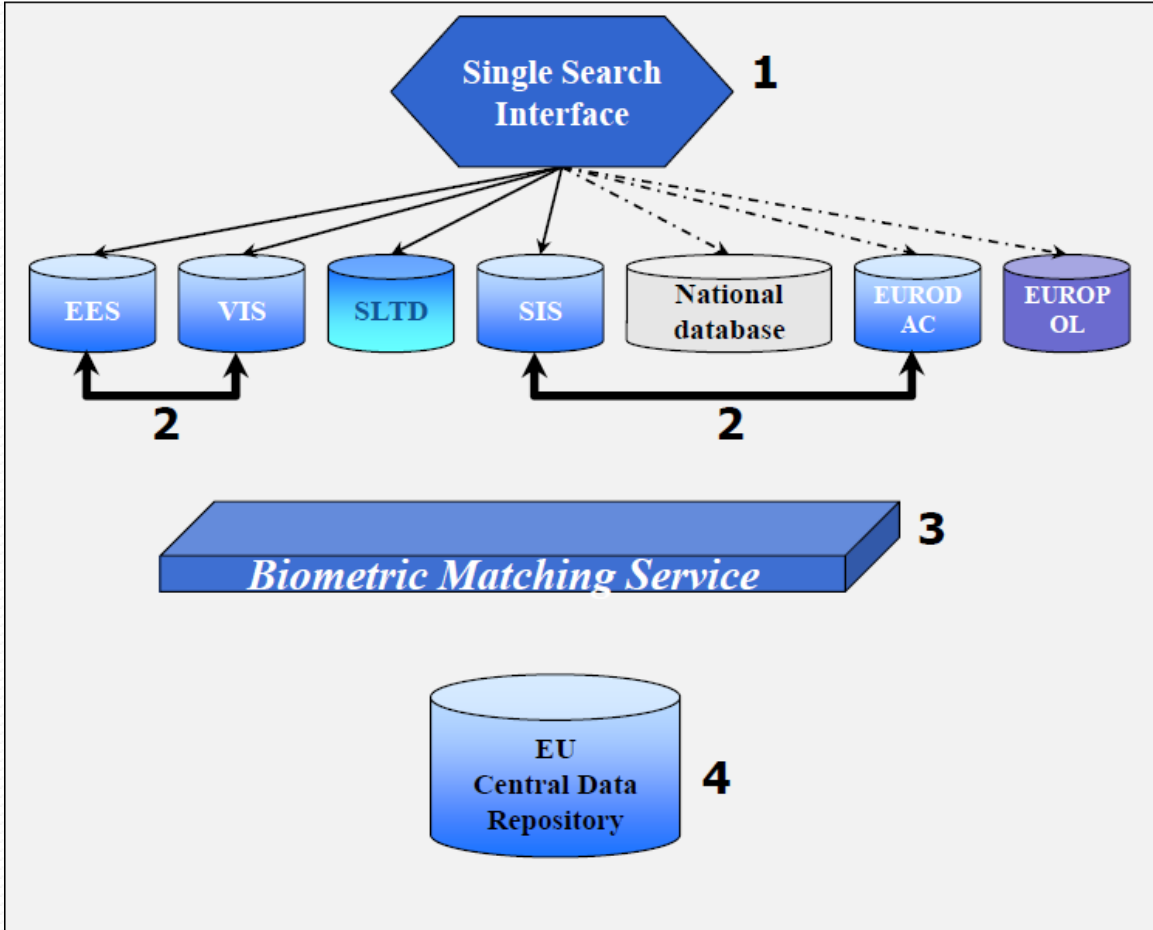 Single Search
Interface
1
EES
VIS
SLTD
SIS
National
database
EUROD
AC
EUROP
OL
2
2
3
Biometric Matching Service
EU
Central Data
Repository
4